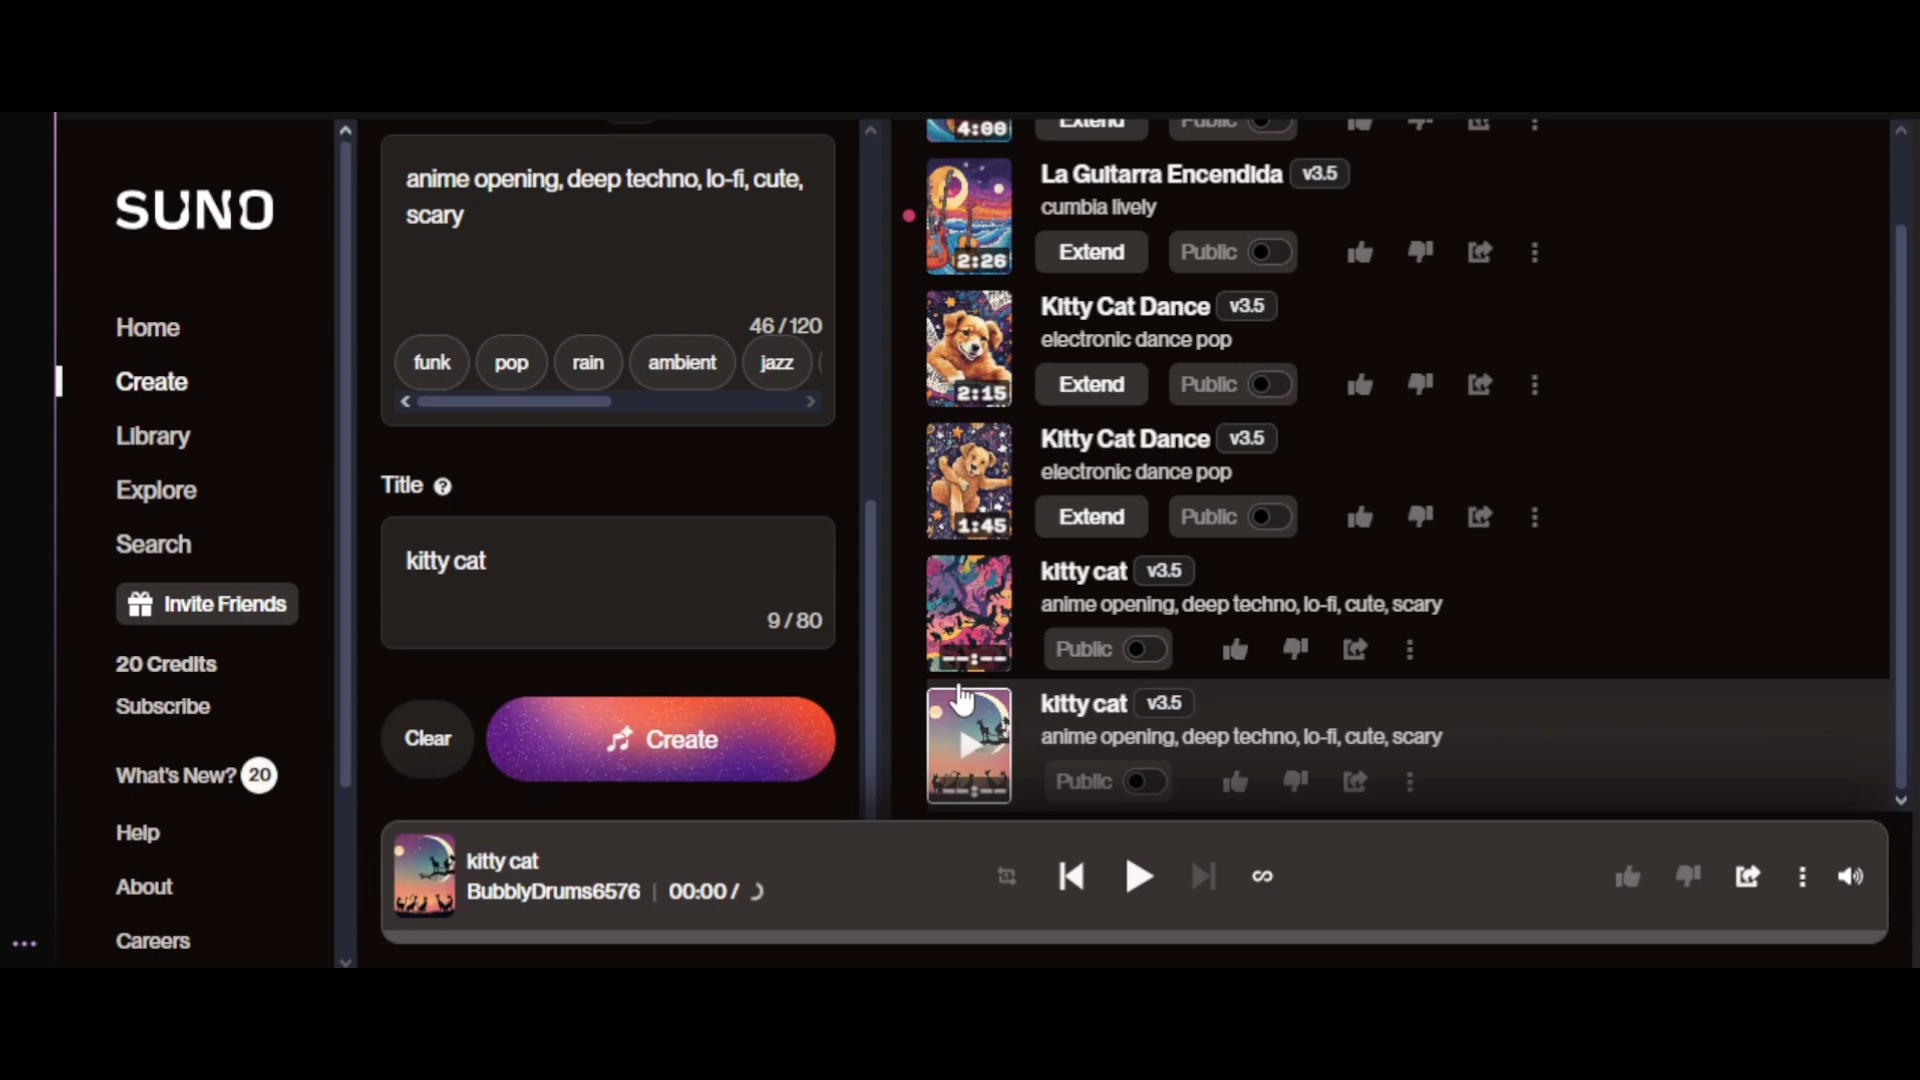 SUNO
Home
Create
Library
Explore
Search
Invite Friends
20 Credits
Subscribe
What's New? 20
Help
About
Careers
anime opening, deep techno, lo-fi, cute,
scary
46 / 120
funk pop rain ambient jazz
Title
kitty cat
9 / 80
Clear
Create
4:00
Extend Public
La Guitarra Encendida v3.5
cumbia lively
2:26
Extend Public
Kitty Cat Dance v3.5
electronic dance pop
2:15
Extend Public
Kitty Cat Dance v3.5
electronic dance pop
1:45
Extend Public
kitty cat v3.5
anime opening, deep techno, lo-fi, cute, scary
--:--
Public
kitty cat v3.5
anime opening, deep techno, lo-fi, cute, scary
--:--
Public
kitty cat
BubblyDrums6576 | 00:00 /